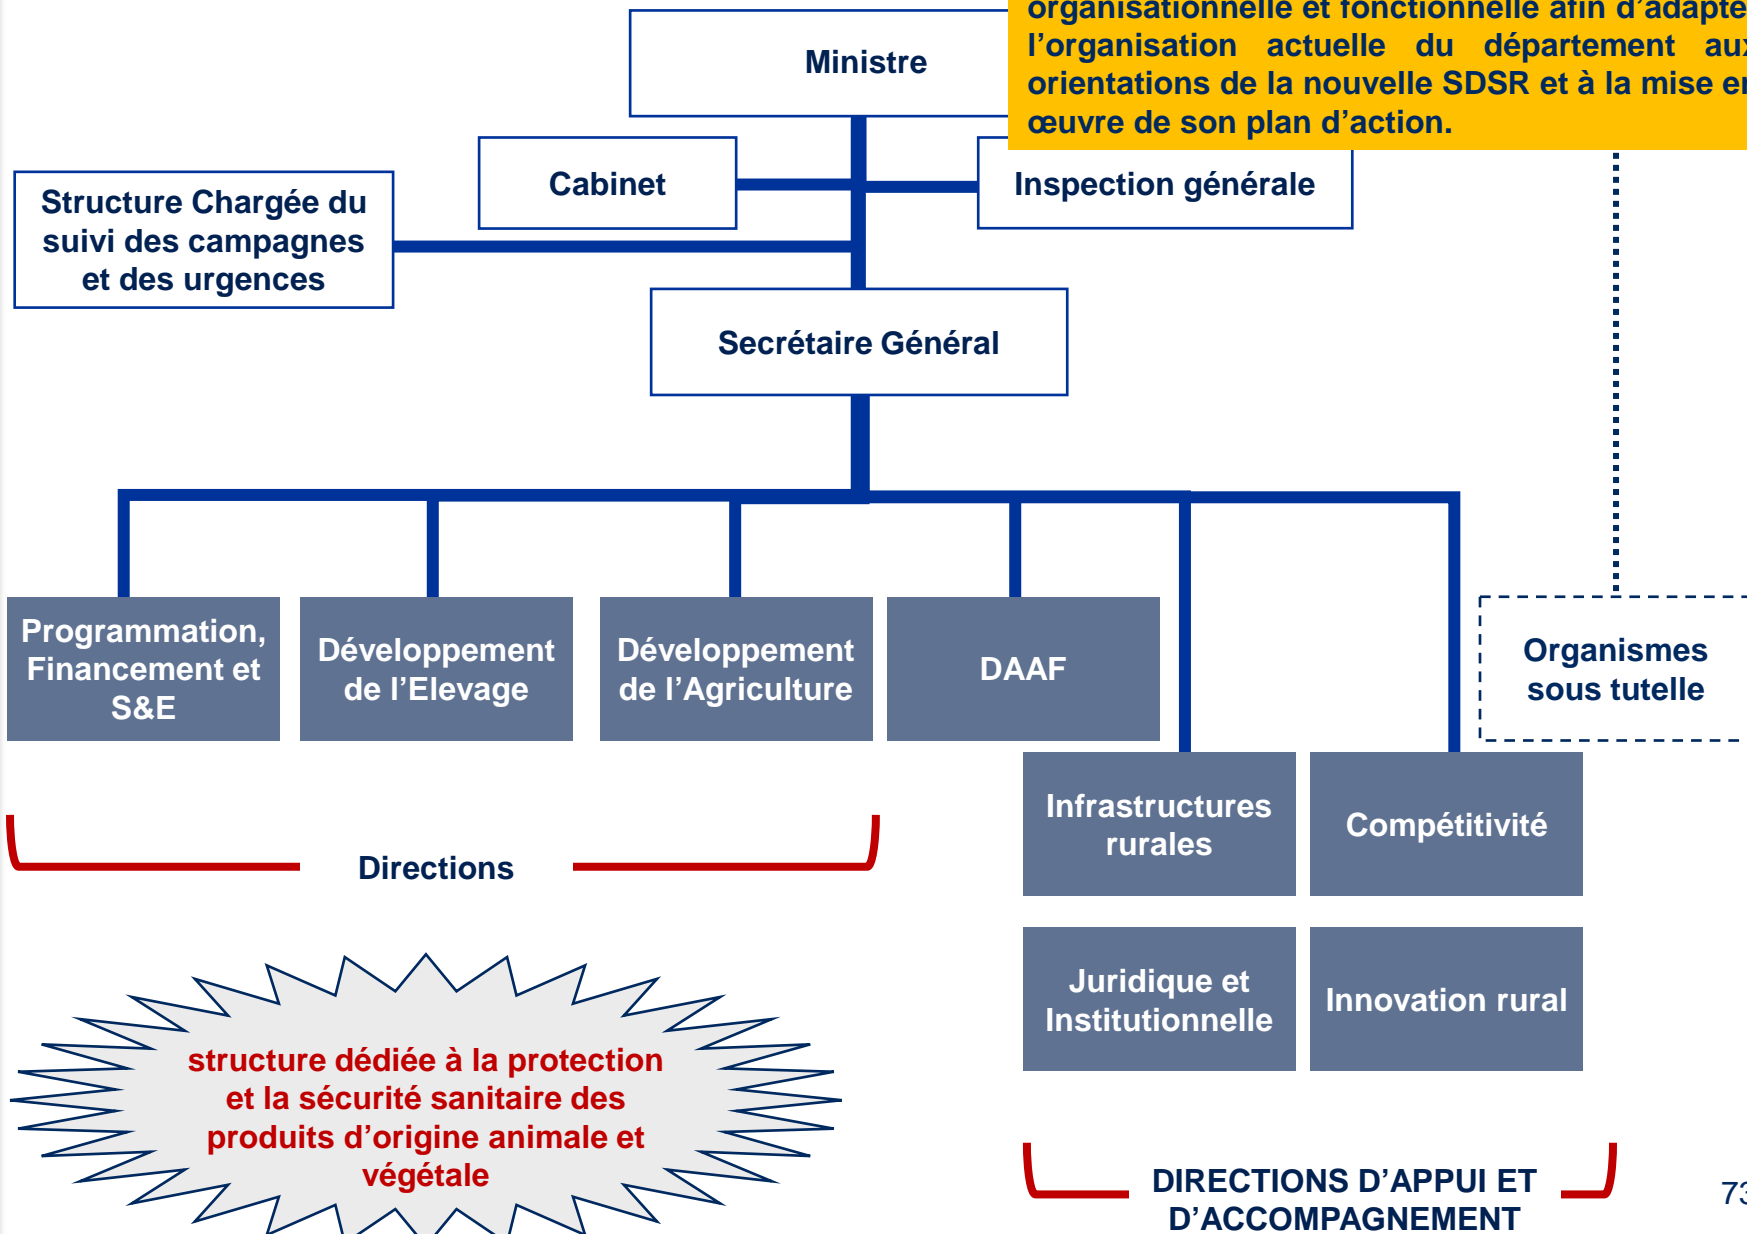 organisationnelle et fonctionnelle afin d’adapte
l’organisation actuelle du département aux
orientations de la nouvelle SDSR et à la mise en
œuvre de son plan d’action.
Ministre
Cabinet
Inspection générale
Structure Chargée du
suivi des campagnes
et des urgences
Secrétaire Général
Programmation,
Financement et
S&E
Développement
de l’Elevage
Développement
de l’Agriculture
DAAF
Organismes
sous tutelle
Infrastructures
rurales
Compétitivité
Directions
Juridique et
Institutionnelle
Innovation rural
structure dédiée à la protection
et la sécurité sanitaire des
produits d'origine animale et
végétale
DIRECTIONS D’APPUI ET
D’ACCOMPAGNEMENT
73